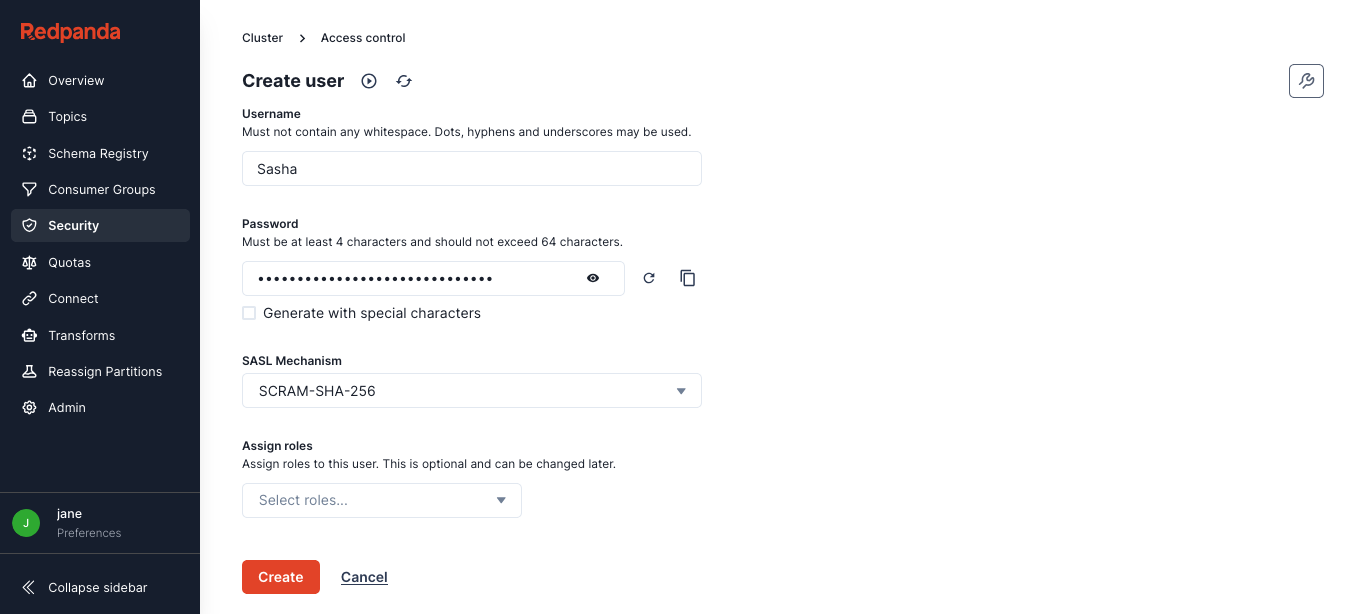 Redpanda
Overview
Topics
Schema Registry
Consumer Groups
Security
Quotas
Connect
Transforms
Reassign Partitions
Admin
J
jane
Preferences
Collapse sidebar
Cluster > Access control
Create user
Username
Must not contain any whitespace. Dots, hyphens and underscores may be used.
Sasha
Password
Must be at least 4 characters and should not exceed 64 characters.
••••••••••••••••••••••••••••••
Generate with special characters
SASL Mechanism
SCRAM-SHA-256
Assign roles
Assign roles to this user. This is optional and can be changed later.
Select roles...
Create Cancel